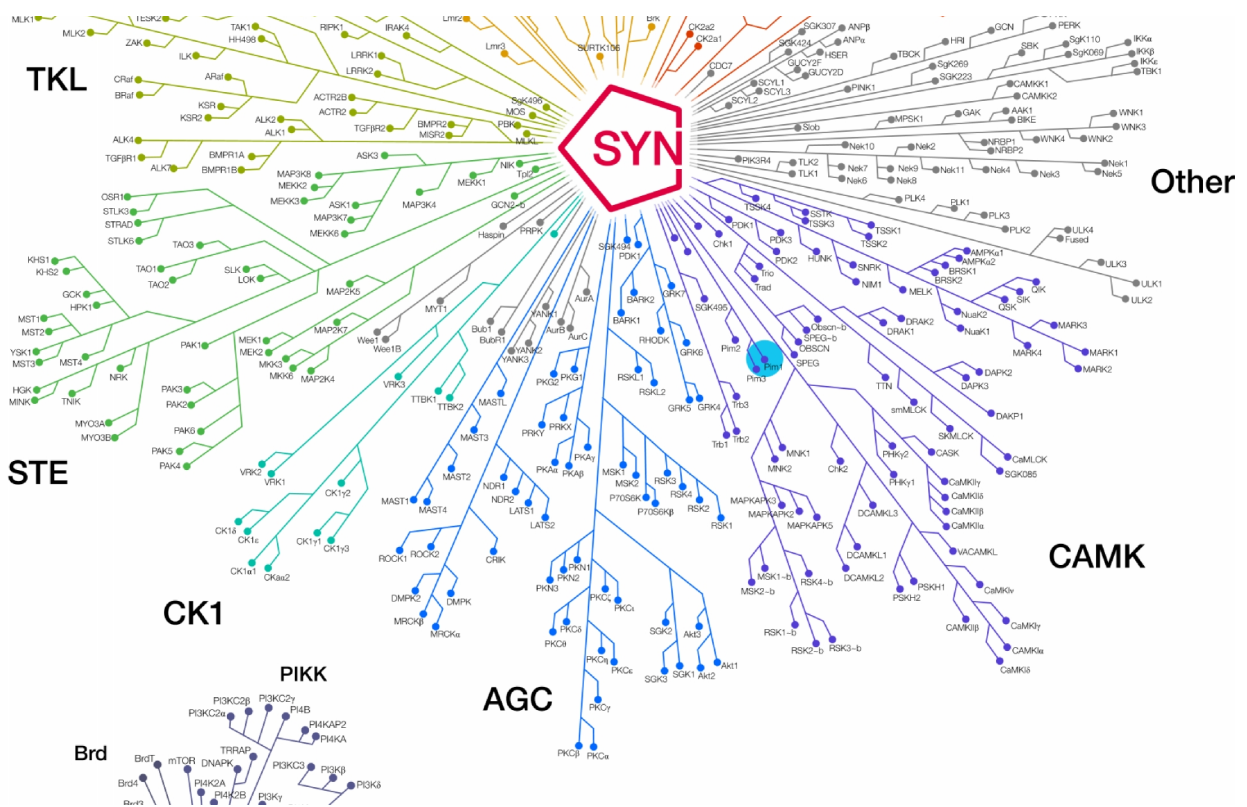 MLK1
TESK2
MLK2
ZAK
TAK1
HH498
RIPK1
IRAK4
ILK
LRRK1
LRRK2
Lmr2
Lmr3
SURTK106
Brk
CK2a2
CK2a1
CDC7
SGK307
SGK424
ANPβ
ANPα
HSER
GUCY2F
GUCY2D
SCYL1
SCYL3
SCYL2
TBCK
HRI
GCN
PERK
PINK1
SgK269
SGK223
SBK
SgK110
SgK069
IKKα
IKKβ
IKKε
TBK1
CAMKK1
CAMKK2
TKL
CRaf
BRaf
ARaf
KSR
KSR2
ACTR2B
ACTR2
TGFβR2
BMPR2
MISR2
SgK496
MOS
PBK
MLKL
ALK2
ALK1
ALK4
TGFβR1
ALK7
BMPR1A
BMPR1B
SYN
Slob
MPSK1
GAK
AAK1
BIKE
WNK1
WNK3
WNK4
WNK2
NRBP1
NRBP2
Nek10
PIK3R4
TLK2
TLK1
Nek7
Nek6
Nek2
Nek9
Nek8
Nek11
Nek4
Nek3
Nek1
Nek5
Other
ASK3
MAP3K8
MEKK2
MEKK3
ASK1
MAP3K7
MEKK6
MAP3K4
MEKK1
NIK
Tpl2
GCN2~b
OSR1
STLK3
STRAD
STLK6
TAO3
TAO1
TAO2
SLK
LOK
KHS1
KHS2
GCK
HPK1
MST1
MST2
YSK1
MST3
MST4
HGK
MINK
TNIK
NRK
MYO3A
MYO3B
PAK1
PAK3
PAK2
PAK6
PAK5
PAK4
MAP2K5
MAP2K7
MEK1
MEK2
MKK3
MKK6
MAP2K4
STE
Haspin
PRPK
MYT1
Wee1
Wee1B
Bub1
BubR1
AurA
AurB
AurC
YANK1
YANK2
YANK3
VRK3
TTBK1
TTBK2
VRK2
VRK1
CK1γ2
CK1δ
CK1ε
CK1γ1
CK1γ3
CK1α1
CKaα2
CK1
SGK494
PDK1
BARK2
BARK1
GRK7
RHODK
GRK6
GRK5
GRK4
PKG2
PKG1
RSKL1
RSKL2
MASTL
MAST3
MAST2
MAST1
MAST4
PRKY
PRKX
PKAγ
PKAα
PKAβ
NDR1
NDR2
LATS1
LATS2
MSK1
MSK2
P70S6K
P70S6Kβ
RSK3
RSK4
RSK2
RSK1
ROCK1
ROCK2
CRIK
DMPK2
DMPK
MRCKβ
MRCKα
PKN1
PKN2
PKN3
PKCζ
PKCι
PKCδ
PKCθ
PKCη
PKCε
PKCγ
PKCβ
PKCα
SGK2
SGK3
SGK1
Akt3
Akt2
Akt1
AGC
PLK4
PLK1
PLK3
PLK2
ULK4
Fused
ULK3
ULK1
ULK2
TSSK4
SSTK
TSSK3
TSSK1
TSSK2
PDK1
Chk1
PDK3
PDK2
HUNK
SNRK
NIM1
Trio
Trad
MELK
AMPKα1
AMPKα2
BRSK1
BRSK2
QIK
SIK
QSK
NuaK2
NuaK1
MARK3
MARK4
MARK1
MARK2
SGK495
Obscn~b
SPEG~b
OBSCN
SPEG
Pim2
Pim1
Pim3
DRAK2
DRAK1
DAPK2
DAPK3
DAKP1
TTN
smMLCK
SKMLCK
CaMLCK
SGK085
Trb3
Trb1
Trb2
MNK1
MNK2
Chk2
PHKγ2
PHKγ1
CASK
CaMKIIγ
CaMKIIδ
CAMKIIβ
CAMKIIα
MAPKAPK3
MAPKAPK2
MAPKAPK5
DCAMKL3
DCAMKL1
DCAMKL2
VACAMKL
PSKH1
PSKH2
CaMKIv
CaMKIγ
CAMKIIβ
CAMKIα
CaMKIδ
MSK1~b
MSK2~b
RSK4~b
RSK1~b
RSK2~b
RSK3~b
CAMK
PIKK
PI3KC2β
PI3KC2γ
PI3KC2α
PI4B
PI4KAP2
PI4KA
TRRAP
DNAPK
mTOR
PI4K2A
PI4K2B
PI3KC3
PI3Kβ
PI3Kδ
PI3Kγ
Brd
BrdT
Brd4
Brd3